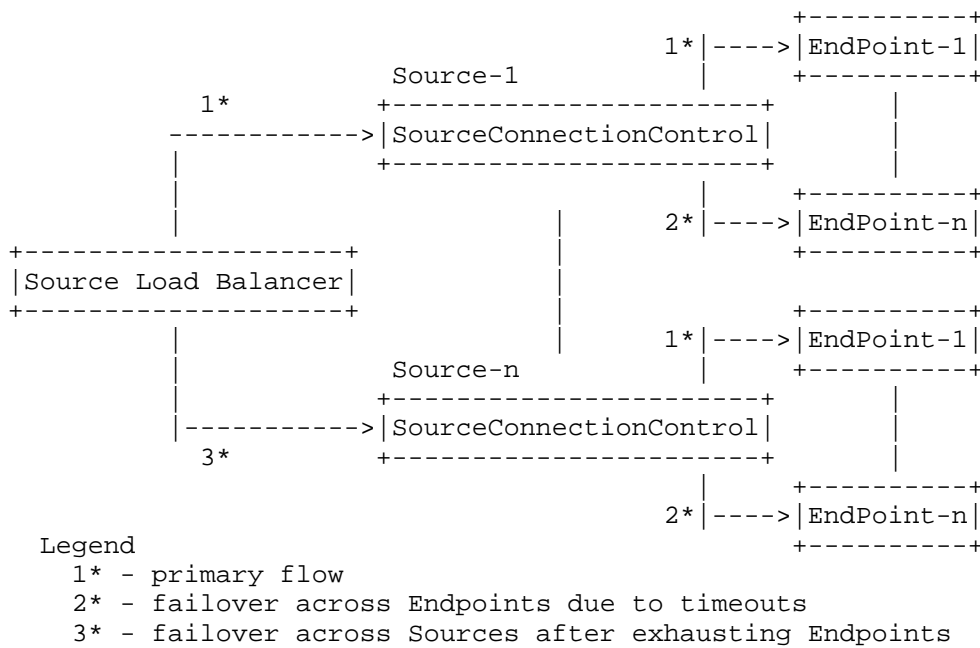 1* EndPoint-1
Source-1
1*
SourceConnectionControl
2* EndPoint-n
Source Load Balancer
1* EndPoint-1
Source-n
SourceConnectionControl
3*
2* EndPoint-n
Legend
1* - primary flow
2* - failover across Endpoints due to timeouts
3* - failover across Sources after exhausting Endpoints